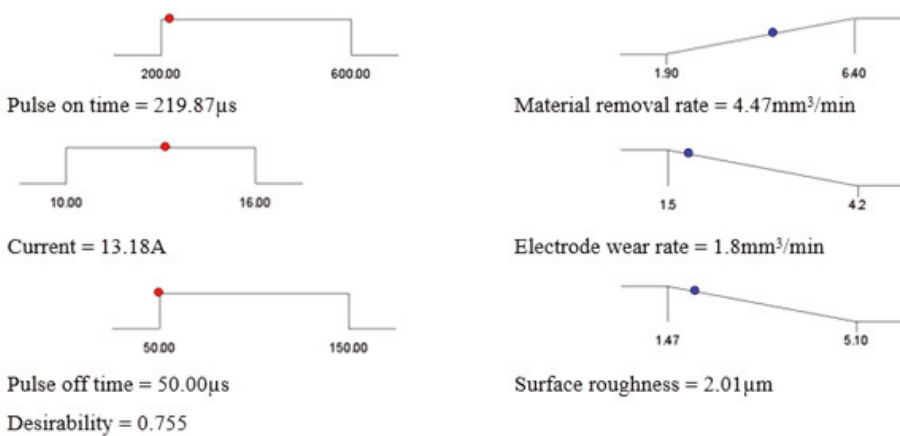 200.00 600.00
Pulse on time = 219.87µs
10.00 16.00
Current = 13.18A
50.00 150.00
Pulse off time = 50.00µs
Desirability = 0.755
1.90 6.40
Material removal rate = 4.47mm³/min
1.5 4.2
Electrode wear rate = 1.8mm³/min
1.47 5.10
Surface roughness = 2.01µm